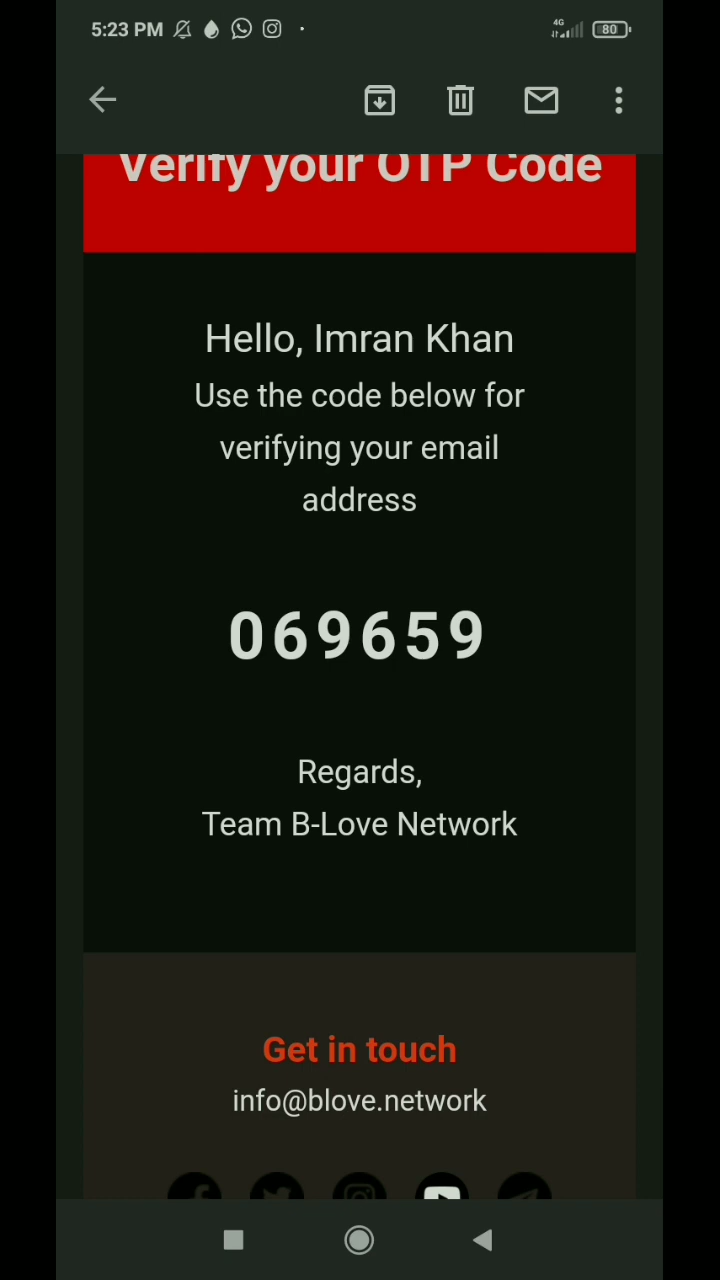 5:23 PM
4G
80
Verify your OTP Code
Hello, Imran Khan
Use the code below for
verifying your email
address
069659
Regards,
Team B-Love Network
Get in touch
info@blove.network